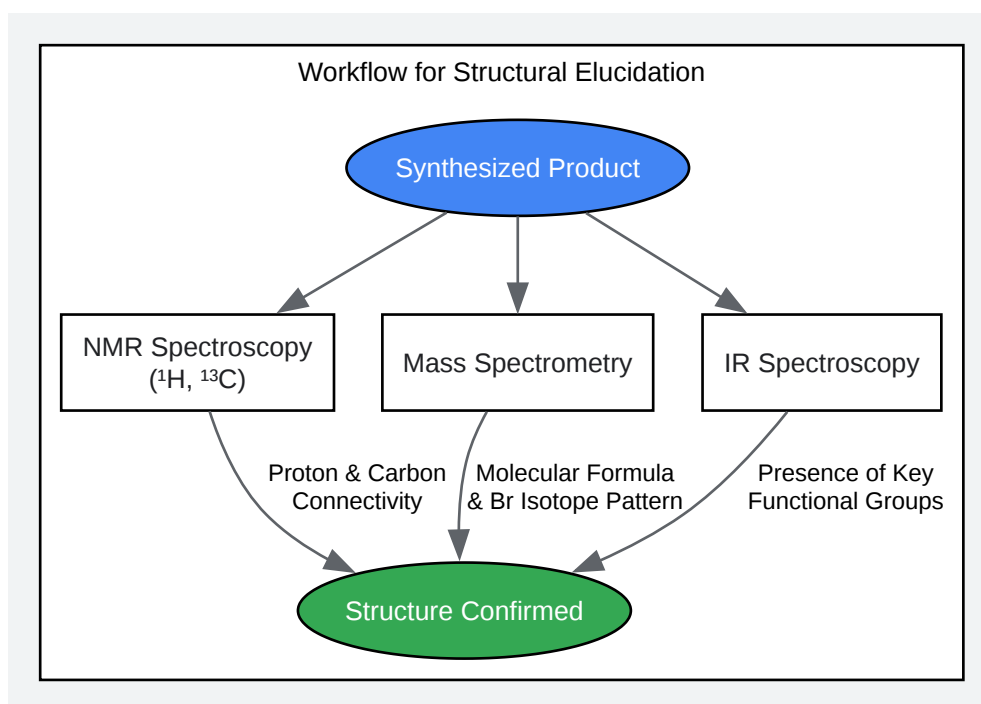 Workflow for Structural Elucidation
Synthesized Product
NMR Spectroscopy
(¹H, ¹³C)
Mass Spectrometry
IR Spectroscopy
Proton & Carbon
Connectivity
Molecular Formula
& Br Isotope Pattern
Presence of Key
Functional Groups
Structure Confirmed